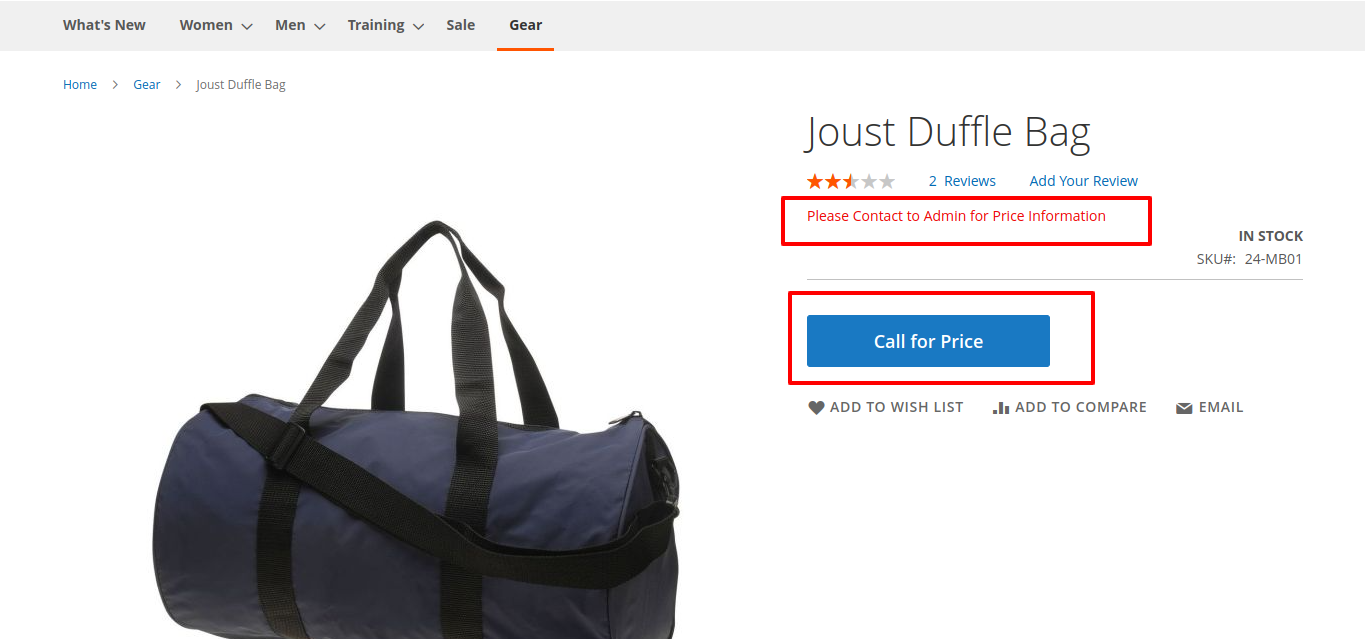 What's New Women Men Training Sale Gear
Home Gear Joust Duffle Bag
Joust Duffle Bag
2 Reviews Add Your Review
Please Contact to Admin for Price Information
IN STOCK
SKU#: 24-MB01
Call for Price
ADD TO WISH LIST ADD TO COMPARE EMAIL